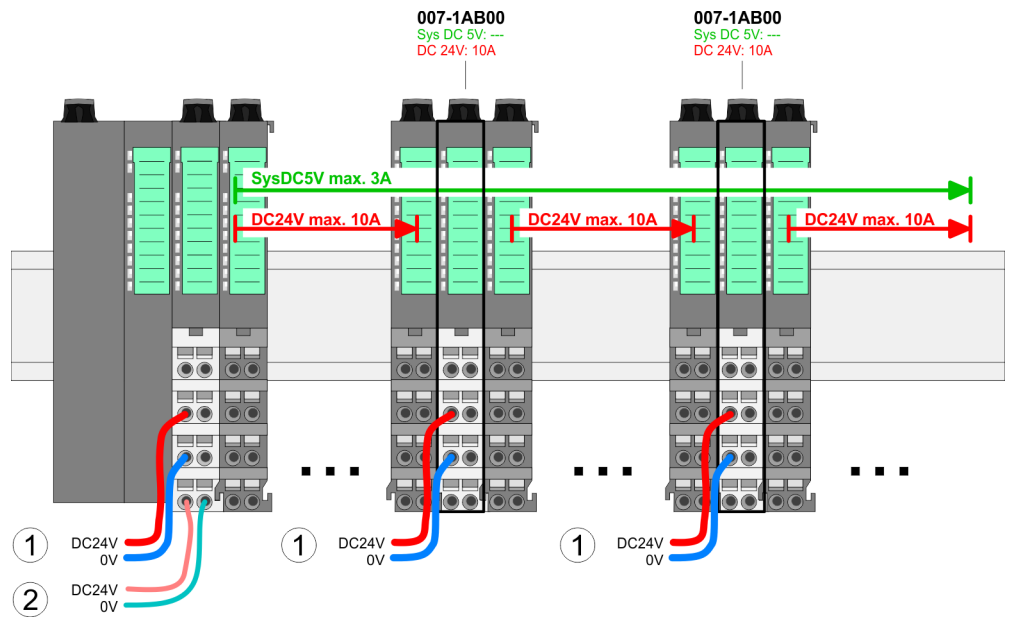 007-1AB00
Sys DC 5V: ---
DC 24V: 10A
007-1AB00
Sys DC 5V: ---
DC 24V: 10A
SysDC5V max. 3A
DC24V max. 10A
DC24V max. 10A
DC24V max. 10A
1
DC24V
0V
1
DC24V
0V
1
DC24V
0V
2
DC24V
0V